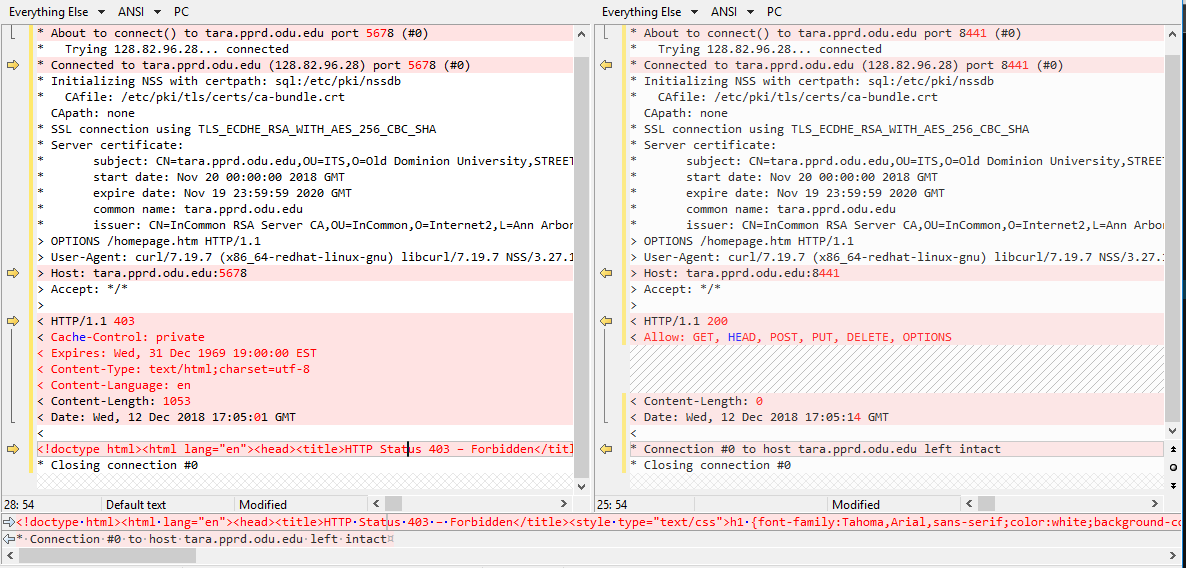 Everything Else ANSI PC
* About to connect() to tara.pprd.odu.edu port 5678 (#0)
* Trying 128.82.96.28... connected
* Connected to tara.pprd.odu.edu (128.82.96.28) port 5678 (#0)
* Initializing NSS with certpath: sql:/etc/pki/nssdb
* CAfile: /etc/pki/tls/certs/ca-bundle.crt
CApath: none
* SSL connection using TLS_ECDHE_RSA_WITH_AES_256_CBC_SHA
* Server certificate:
* subject: CN=tara.pprd.odu.edu,OU=ITS,O=Old Dominion University,STREET
* start date: Nov 20 00:00:00 2018 GMT
* expire date: Nov 19 23:59:59 2020 GMT
* common name: tara.pprd.odu.edu
* issuer: CN=InCommon RSA Server CA,OU=InCommon,O=Internet2,L=Ann Arbor
> OPTIONS /homepage.htm HTTP/1.1
> User-Agent: curl/7.19.7 (x86_64-redhat-linux-gnu) libcurl/7.19.7 NSS/3.27.1
> Host: tara.pprd.odu.edu:5678
> Accept: */*
>
< HTTP/1.1 403
< Cache-Control: private
< Expires: Wed, 31 Dec 1969 19:00:00 EST
< Content-Type: text/html;charset=utf-8
< Content-Language: en
< Content-Length: 1053
< Date: Wed, 12 Dec 2018 17:05:01 GMT
<
<!doctype html><html lang="en"><head><title>HTTP Status 403 – Forbidden</titl
* Closing connection #0
28: 54 Default text Modified
Everything Else ANSI PC
* About to connect() to tara.pprd.odu.edu port 8441 (#0)
* Trying 128.82.96.28... connected
* Connected to tara.pprd.odu.edu (128.82.96.28) port 8441 (#0)
* Initializing NSS with certpath: sql:/etc/pki/nssdb
* CAfile: /etc/pki/tls/certs/ca-bundle.crt
CApath: none
* SSL connection using TLS_ECDHE_RSA_WITH_AES_256_CBC_SHA
* Server certificate:
* subject: CN=tara.pprd.odu.edu,OU=ITS,O=Old Dominion University,STREE
* start date: Nov 20 00:00:00 2018 GMT
* expire date: Nov 19 23:59:59 2020 GMT
* common name: tara.pprd.odu.edu
* issuer: CN=InCommon RSA Server CA,OU=InCommon,O=Internet2,L=Ann Arbo
> OPTIONS /homepage.htm HTTP/1.1
> User-Agent: curl/7.19.7 (x86_64-redhat-linux-gnu) libcurl/7.19.7 NSS/3.27.1
> Host: tara.pprd.odu.edu:8441
> Accept: */*
>
< HTTP/1.1 200
< Allow: GET, HEAD, POST, PUT, DELETE, OPTIONS
< Content-Length: 0
< Date: Wed, 12 Dec 2018 17:05:14 GMT
<
* Connection #0 to host tara.pprd.odu.edu left intact
* Closing connection #0
25: 54 Modified
<!doctype·html><html·lang="en"><head><title>HTTP·Status·403·–·Forbidden</title><style·type="text/css">h1·{font-family:Tahoma,Arial,sans-serif;color:white;background-co
*·Connection·#0·to·host·tara.pprd.odu.edu·left·intact¤